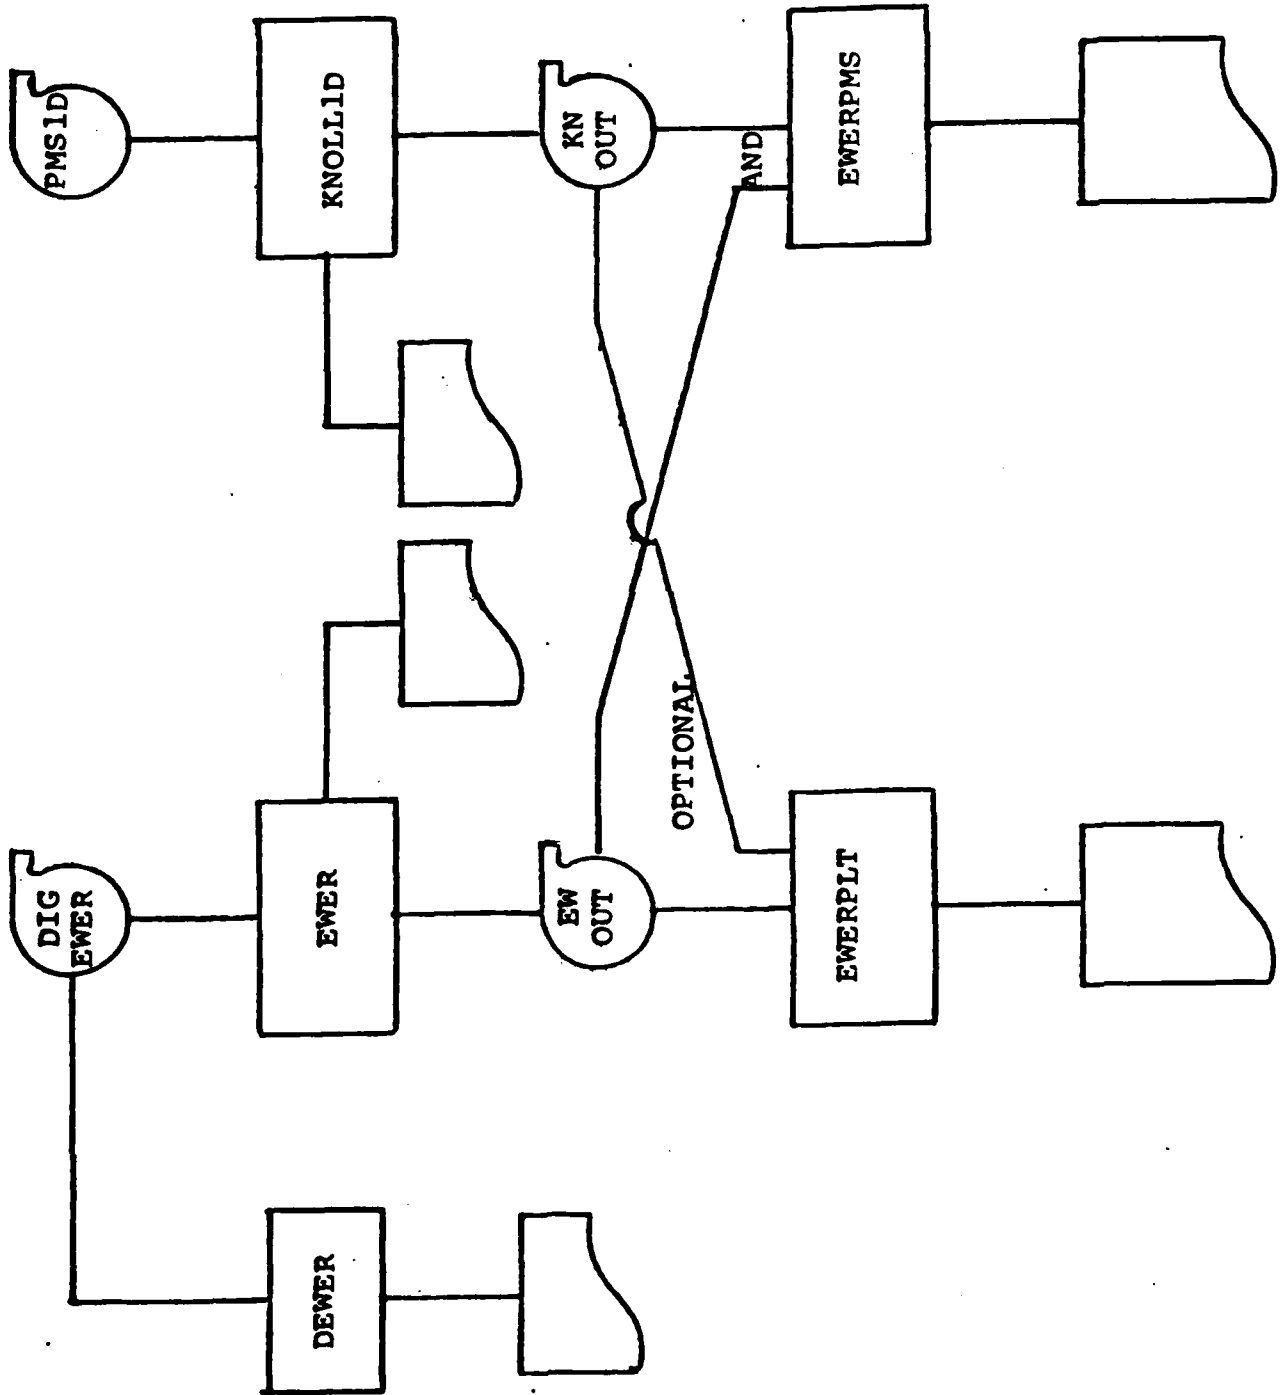 DIG
EWER
PMS1D
DEWER
EWER
KNOLL1D
EW
OUT
KN
OUT
OPTIONAL
AND
EWERPLT
EWERPMS